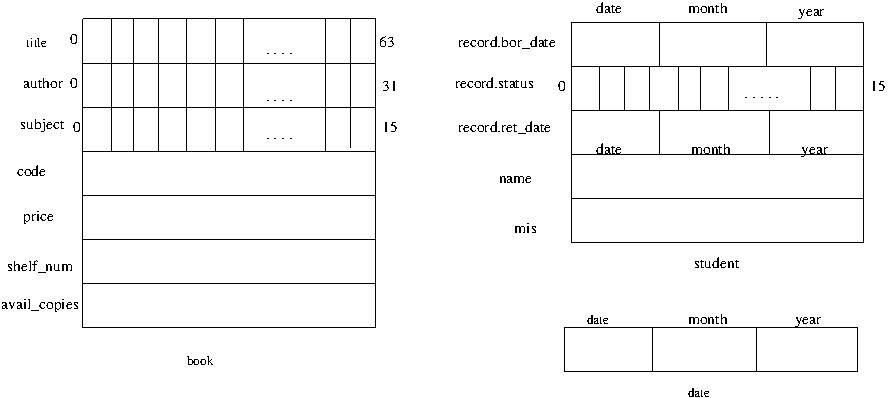 title 0 . . . . 63
author 0 . . . . 31
subject 0 . . . . 15
code
price
shelf_num
avail_copies
book
date month year
record.bor_date
record.status 0 . . . . . 15
record.ret_date
date month year
name
mis
student
date month year
date